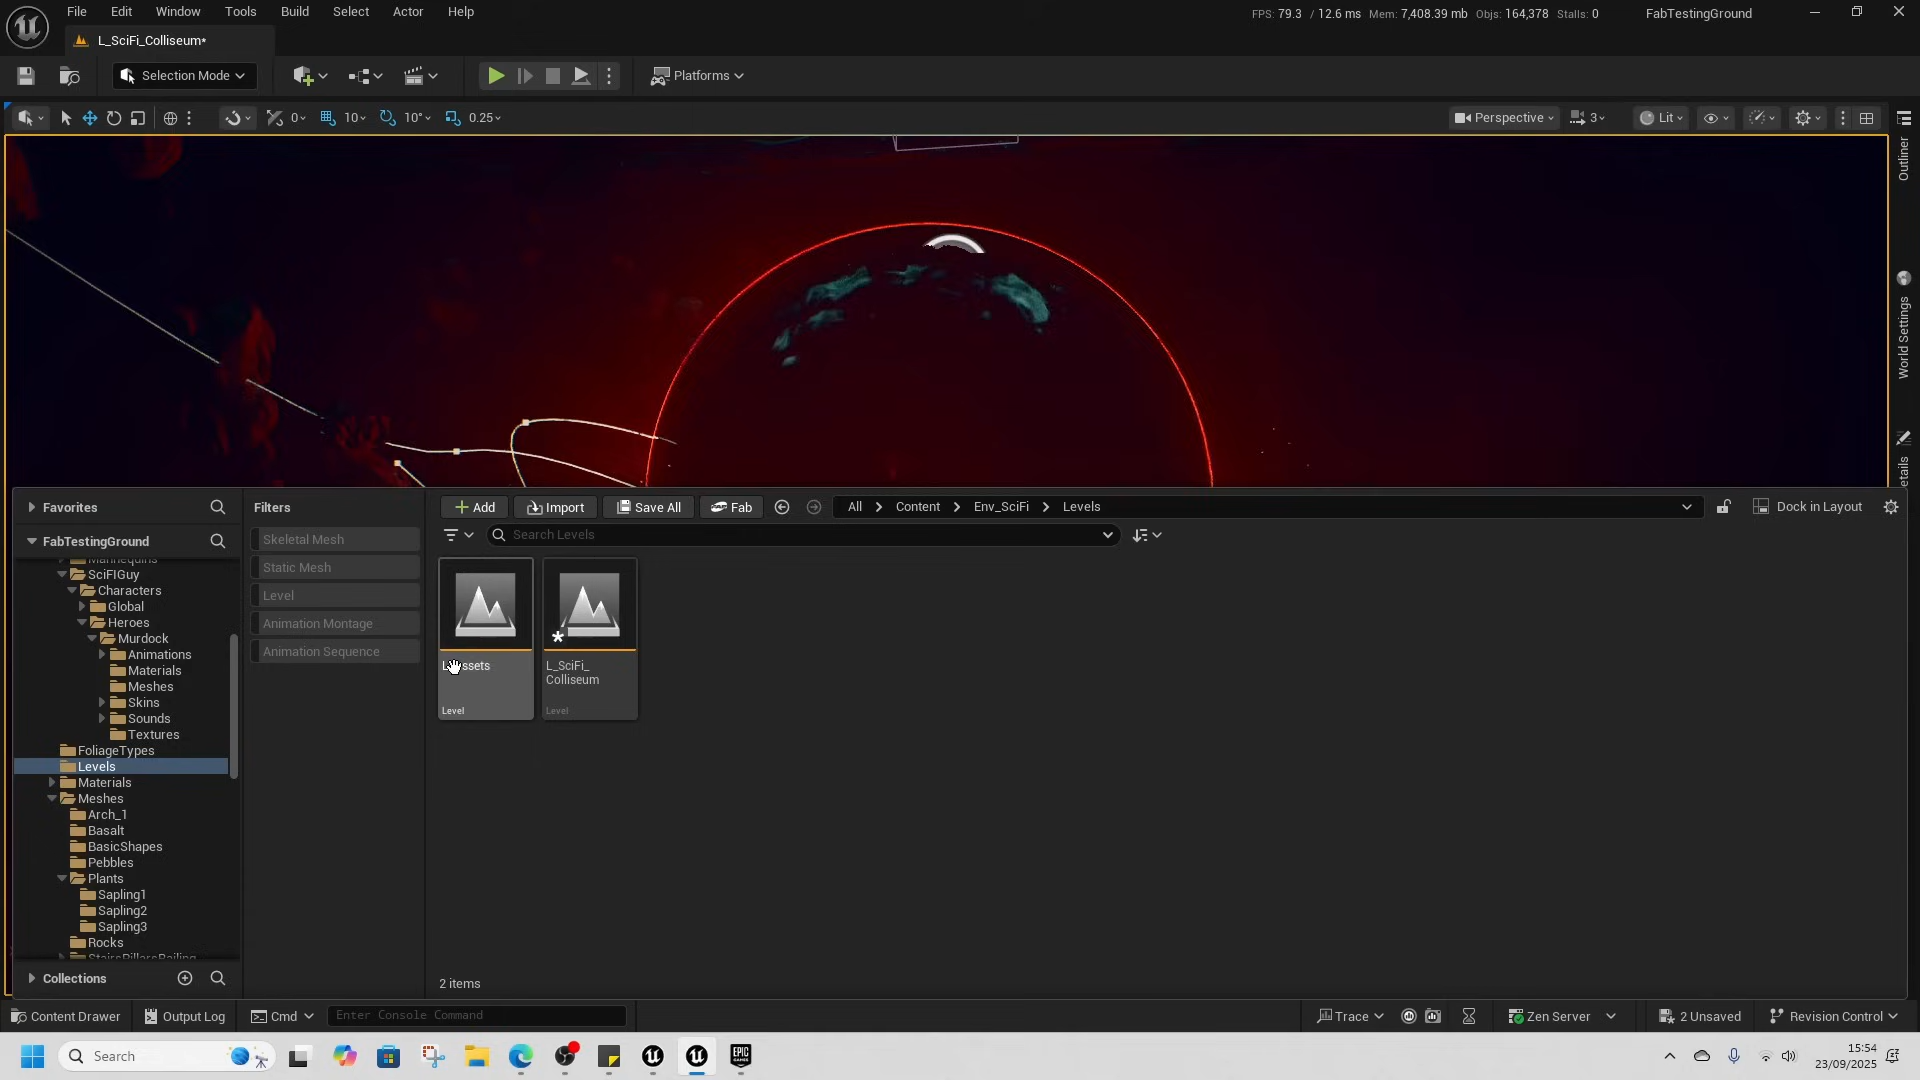 File Edit Window Tools Build Select Actor Help
FPS: 79.3 / 12.6 ms Mem: 7,408.39 mb Objs: 164,378 Stalls: 0 FabTestingGround
L_SciFi_Colliseum*
Selection Mode
Platforms
0 10 10° 0.25
Perspective 3 Lit
Outliner
World Settings
Favorites
Filters
Add Import Save All Fab
All Content Env_SciFi Levels
Dock in Layout
FabTestingGround
Search Levels
Skeletal Mesh
Static Mesh
Level
Animation Montage
Animation Sequence
SciFIGuy
Characters
Global
Heroes
Murdock
Animations
Materials
Meshes
Skins
Sounds
Textures
FoliageTypes
Levels
Materials
Meshes
Arch_1
Basalt
BasicShapes
Pebbles
Plants
Sapling1
Sapling2
Sapling3
Rocks
Level
L_SciFi_
Colliseum
Level
2 items
Collections
Content Drawer Output Log Cmd Enter Console Command
Trace Zen Server 2 Unsaved Revision Control
Search
EPIC
GAMES
15:54
23/09/2025